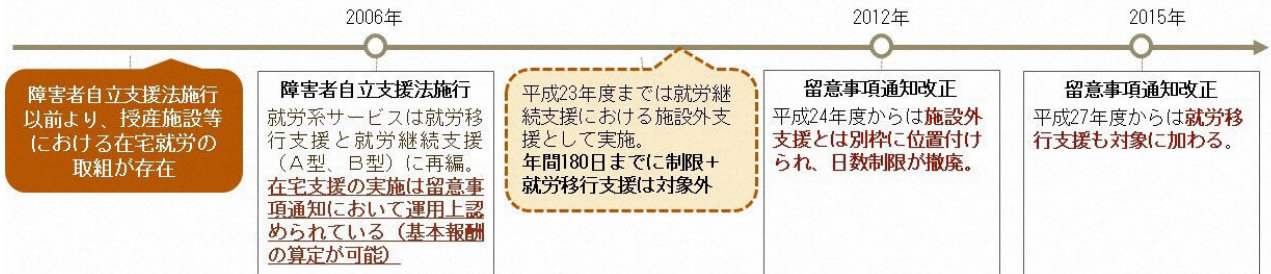 2006年
2012年
2015年
障害者自立支援法施行
以前より、授産施設等
における在宅就労の
取組が存在
障害者自立支援法施行
就労系サービスは就労移
行支援と就労継続支援
（A型、B型）に再編。
在宅支援の実施は留意事
項通知において運用上認
められている（基本報酬
の算定が可能）
平成23年度までは就労継
続支援における施設外支
援として実施。
年間180日までに制限＋
就労移行支援は対象外
留意事項通知改正
平成24年度からは施設外
支援とは別枠に位置付け
られ、日数制限が撤廃。
留意事項通知改正
平成27年度からは就労移
行支援も対象に加わる。